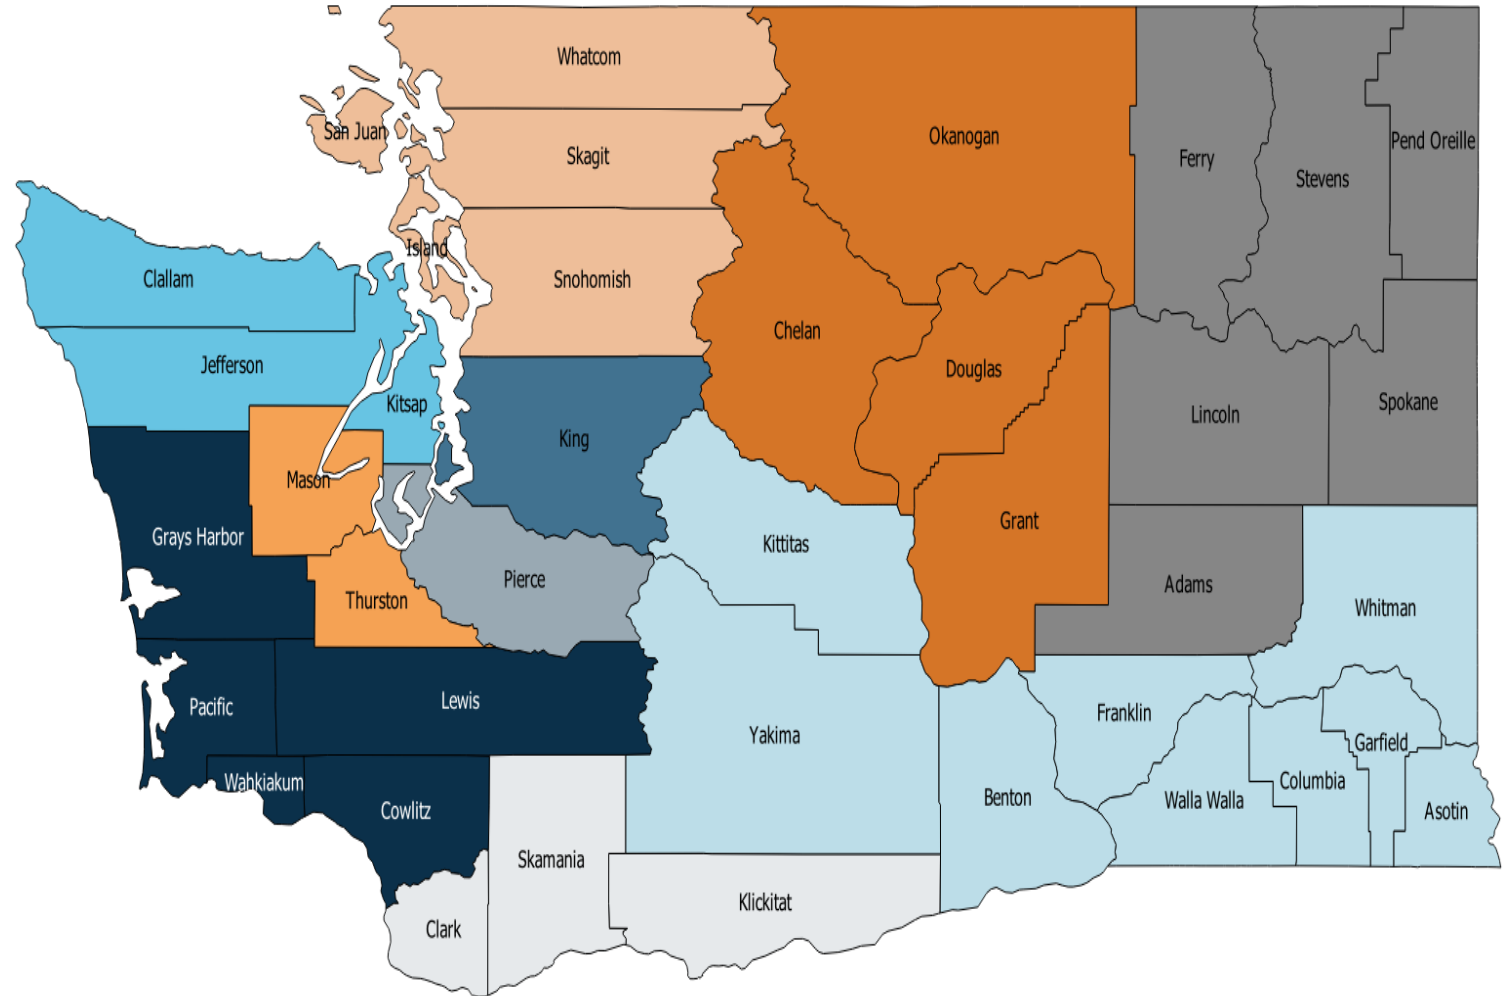 Whatcom
San Juan
Skagit
Okanogan
Ferry
Stevens
Pend Oreille
Island
Clallam
Snohomish
Chelan
Jefferson
Kitsap
Douglas
Lincoln
Spokane
King
Mason
Grays Harbor
Kittitas
Grant
Thurston
Pierce
Adams
Whitman
Pacific
Lewis
Yakima
Franklin
Garfield
Wahkiakum
Cowlitz
Benton
Walla Walla
Columbia
Asotin
Skamania
Klickitat
Clark